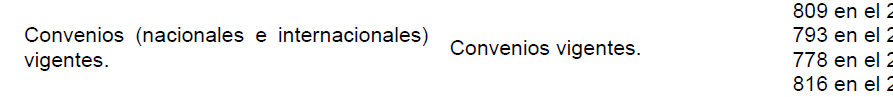 Convenios (nacionales e internacionales)
vigentes.
Convenios vigentes.
809 en el
793 en el
778 en el
816 en el